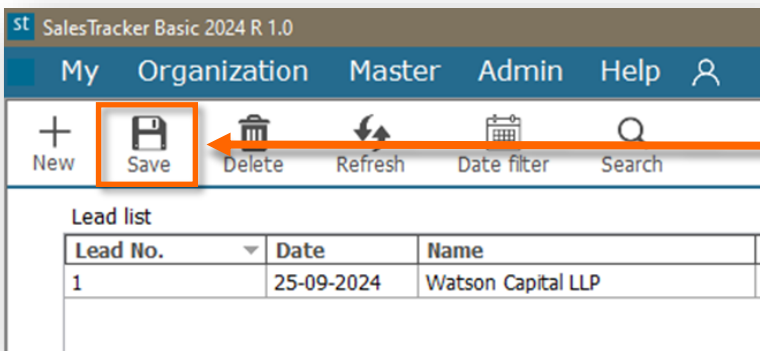 st SalesTracker Basic 2024 R 1.0
My Organization Master Admin Help
New Save Delete Refresh Date filter Search
Lead list
Lead No. Date Name
1 25-09-2024 Watson Capital LLP